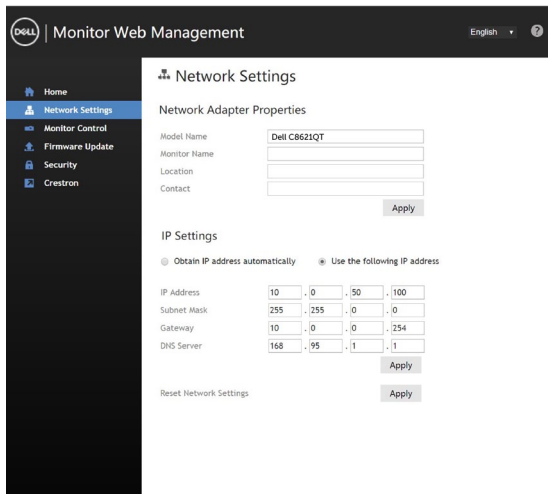 DELL | Monitor Web Management
English
?
Home
Network Settings
Monitor Control
Firmware Update
Security
Crestron
Network Settings
Network Adapter Properties
Model Name Dell C8621QT
Monitor Name
Location
Contact
Apply
IP Settings
Obtain IP address automatically Use the following IP address
IP Address 10 . 0 . 50 . 100
Subnet Mask 255 . 255 . 0 . 0
Gateway 10 . 0 . 0 . 254
DNS Server 168 . 95 . 1 . 1
Apply
Reset Network Settings Apply